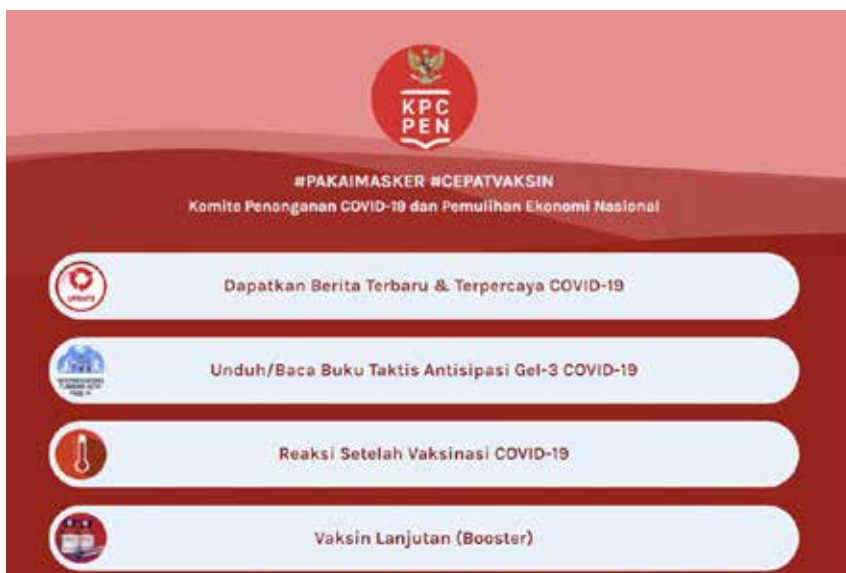 KPC
PEN
#PAKAIMASKER #CEPATVAKSIN
Komite Penanganan COVID-19 dan Pemulihan Ekonomi Nasional
Dapatkan Berita Terbaru & Terpercaya COVID-19
UPDATE
Unduh/Baca Buku Taktis Antisipasi Gel-3 COVID-19
Reaksi Setelah Vaksinasi COVID-19
Vaksin Lanjutan (Booster)